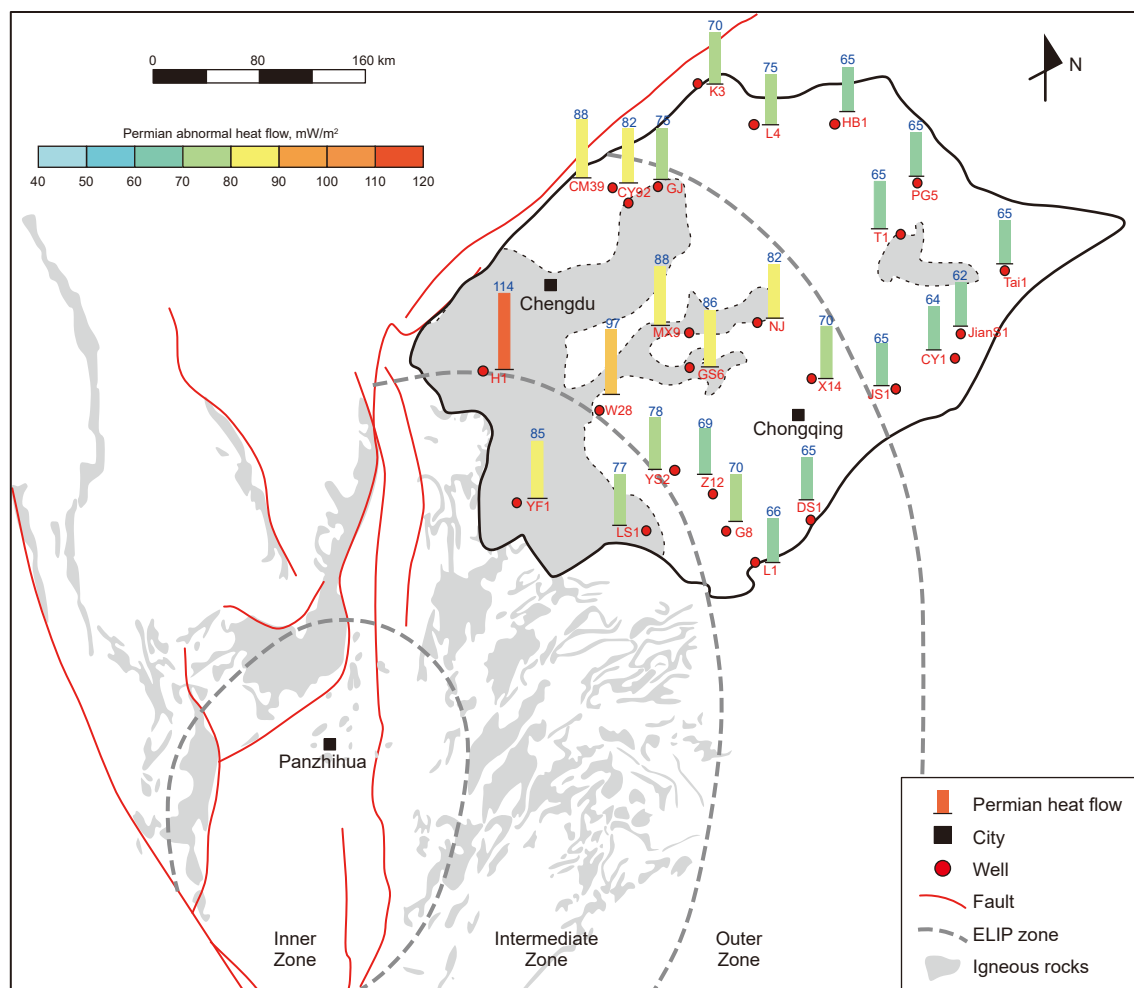 0 80 160 km
N
Permian abnormal heat flow, mW/m²
40 50 60 70 80 90 100 110 120
70
K3
75
L4
65
HB1
88
CM39
82
CY92
75
GJ
65
PG5
65
T1
65
Tai1
114
H1
Chengdu
88
MX9
86
GS6
82
NJ
97
W28
70
X14
62
JianS1
64
CY1
65
JS1
Chongqing
85
YF1
77
LS1
78
YS2
69
Z12
70
G8
65
DS1
66
L1
Panzhihua
Inner
Zone
Intermediate
Zone
Outer
Zone
Permian heat flow
City
Well
Fault
ELIP zone
Igneous rocks